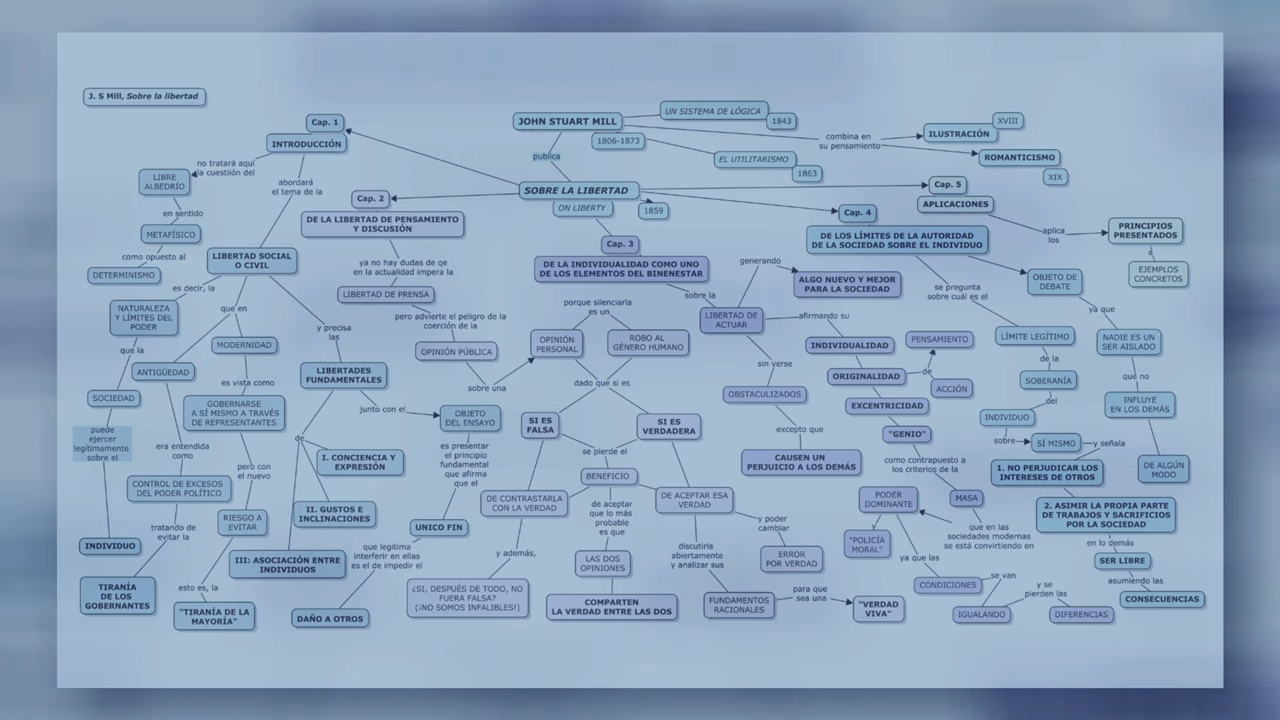 J. S Mill, Sobre la libertad
JOHN STUART MILL
1806-1873
UN SISTEMA DE LÓGICA
1843
EL UTILITARISMO
1863
combina en
su pensamiento
ILUSTRACIÓN
XVIII
ROMANTICISMO
XIX
publica
SOBRE LA LIBERTAD
ON LIBERTY
1859
Cap. 1
INTRODUCCIÓN
no tratará aquí
la cuestiión del
LIBRE
ALBEDRÍO
en sentido
METAFÍSICO
como opuesto al
DETERMINISMO
abordará
el tema de la
LIBERTAD SOCIAL
O CIVIL
es decir, la
NATURALEZA
Y LÍMITES DEL
PODER
que la
SOCIEDAD
puede
ejercer
legítimamente
sobre el
INDIVIDUO
que en
ANTIGÜEDAD
era entendida
como
CONTROL DE EXCESOS
DEL PODER POLÍTICO
tratando de
evitar la
TIRANÍA
DE LOS
GOBERNANTES
MODERNIDAD
es vista como
GOBERNARSE
A SÍ MISMO A TRAVÉS
DE REPRESENTANTES
pero con
el nuevo
RIESGO A
EVITAR
esto es, la
"TIRANÍA DE LA
MAYORÍA"
y precisa
las
LIBERTADES
FUNDAMENTALES
de
I. CONCIENCIA Y
EXPRESIÓN
II. GUSTOS E
INCLINACIONES
III: ASOCIACIÓN ENTRE
INDIVIDUOS
junto con el
OBJETO
DEL ENSAYO
es presentar
el principio
fundamental
que afirma
que el
UNICO FIN
que legitima
interferir en ellas
es el de impedir el
DAÑO A OTROS
Cap. 2
DE LA LIBERTAD DE PENSAMIENTO
Y DISCUSIÓN
ya no hay dudas de qe
en la actualidad impera la
LIBERTAD DE PRENSA
pero advierte el peligro de la
coerción de la
OPINIÓN PÚBLICA
sobre una
OPINIÓN
PERSONAL
porque silenciarla
es un
ROBO AL
GÉNERO HUMANO
dado que si es
SI ES
FALSA
SI ES
VERDADERA
se pierde el
BENEFICIO
DE CONTRASTARLA
CON LA VERDAD
y además,
¿SI, DESPUÉS DE TODO, NO
FUERA FALSA?
(¡NO SOMOS INFALIBLES!)
de aceptar
que lo más
probable
es que
LAS DOS
OPINIONES
COMPARTEN
LA VERDAD ENTRE LAS DOS
DE ACEPTAR ESA
VERDAD
discutirla
abiertamente
y analizar sus
FUNDAMENTOS
RACIONALES
y poder
cambiar
ERROR
POR VERDAD
para que
sea una
"VERDAD
VIVA"
Cap. 3
DE LA INDIVIDUALIDAD COMO UNO
DE LOS ELEMENTOS DEL BINENESTAR
sobre la
LIBERTAD DE
ACTUAR
generando
ALGO NUEVO Y MEJOR
PARA LA SOCIEDAD
sin verse
OBSTACULIZADOS
excepto que
CAUSEN UN
PERJUICIO A LOS DEMÁS
afirmando su
INDIVIDUALIDAD
ORIGINALIDAD
de
PENSAMIENTO
ACCIÓN
EXCENTRICIDAD
"GENIO"
como contrapuesto a
los criterios de la
MASA
que en las
sociedades modernas
se está convirtiendo en
PODER
DOMINANTE
y
"POLICÍA
MORAL"
ya que las
CONDICIONES
se van
IGUALANDO
y se
pierden las
DIFERENCIAS
Cap. 4
DE LOS LÍMITES DE LA AUTORIDAD
DE LA SOCIEDAD SOBRE EL INDIVIDUO
se pregunta
sobre cuál es el
LÍMITE LEGÍTIMO
de la
SOBERANÍA
del
INDIVIDUO
sobre
SÍ MISMO
y señala
1. NO PERJUDICAR LOS
INTERESES DE OTROS
2. ASIMIR LA PROPIA PARTE
DE TRABAJOS Y SACRIFICIOS
POR LA SOCIEDAD
en lo demás
SER LIBRE
asumiendo las
CONSECUENCIAS
OBJETO DE
DEBATE
ya que
NADIE ES UN
SER AISLADO
que no
INFLUYE
EN LOS DEMÁS
DE ALGÚN
MODO
Cap. 5
APLICACIONES
aplica
los
PRINCIPIOS
PRESENTADOS
a
EJEMPLOS
CONCRETOS